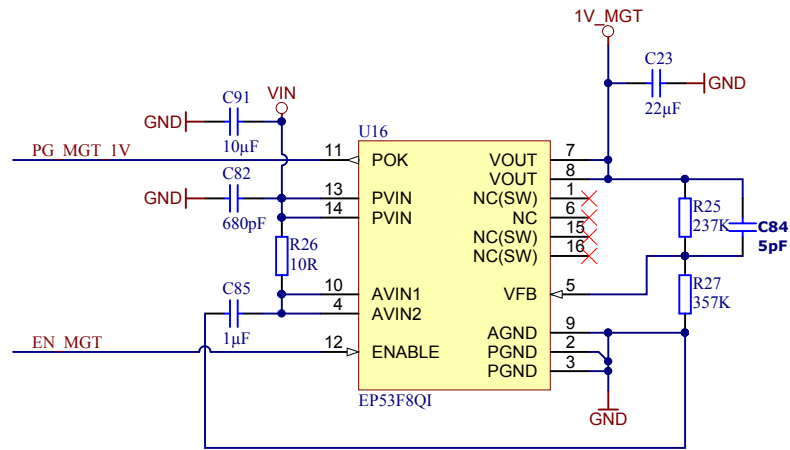 1V_MGT
C23
GND
22µF
C91
VIN
GND
10µF
U16
PG_MGT_1V
11
POK
VOUT
7
VOUT
8
C82
GND
680pF
13
PVIN
14
PVIN
NC(SW)
1
NC
6
NC(SW)
15
NC(SW)
16
R25
237K
C84
5pF
R26
10R
C85
1µF
10
AVIN1
4
AVIN2
VFB
5
R27
357K
EN_MGT
12
ENABLE
AGND
9
PGND
2
PGND
3
EP53F8QI
GND